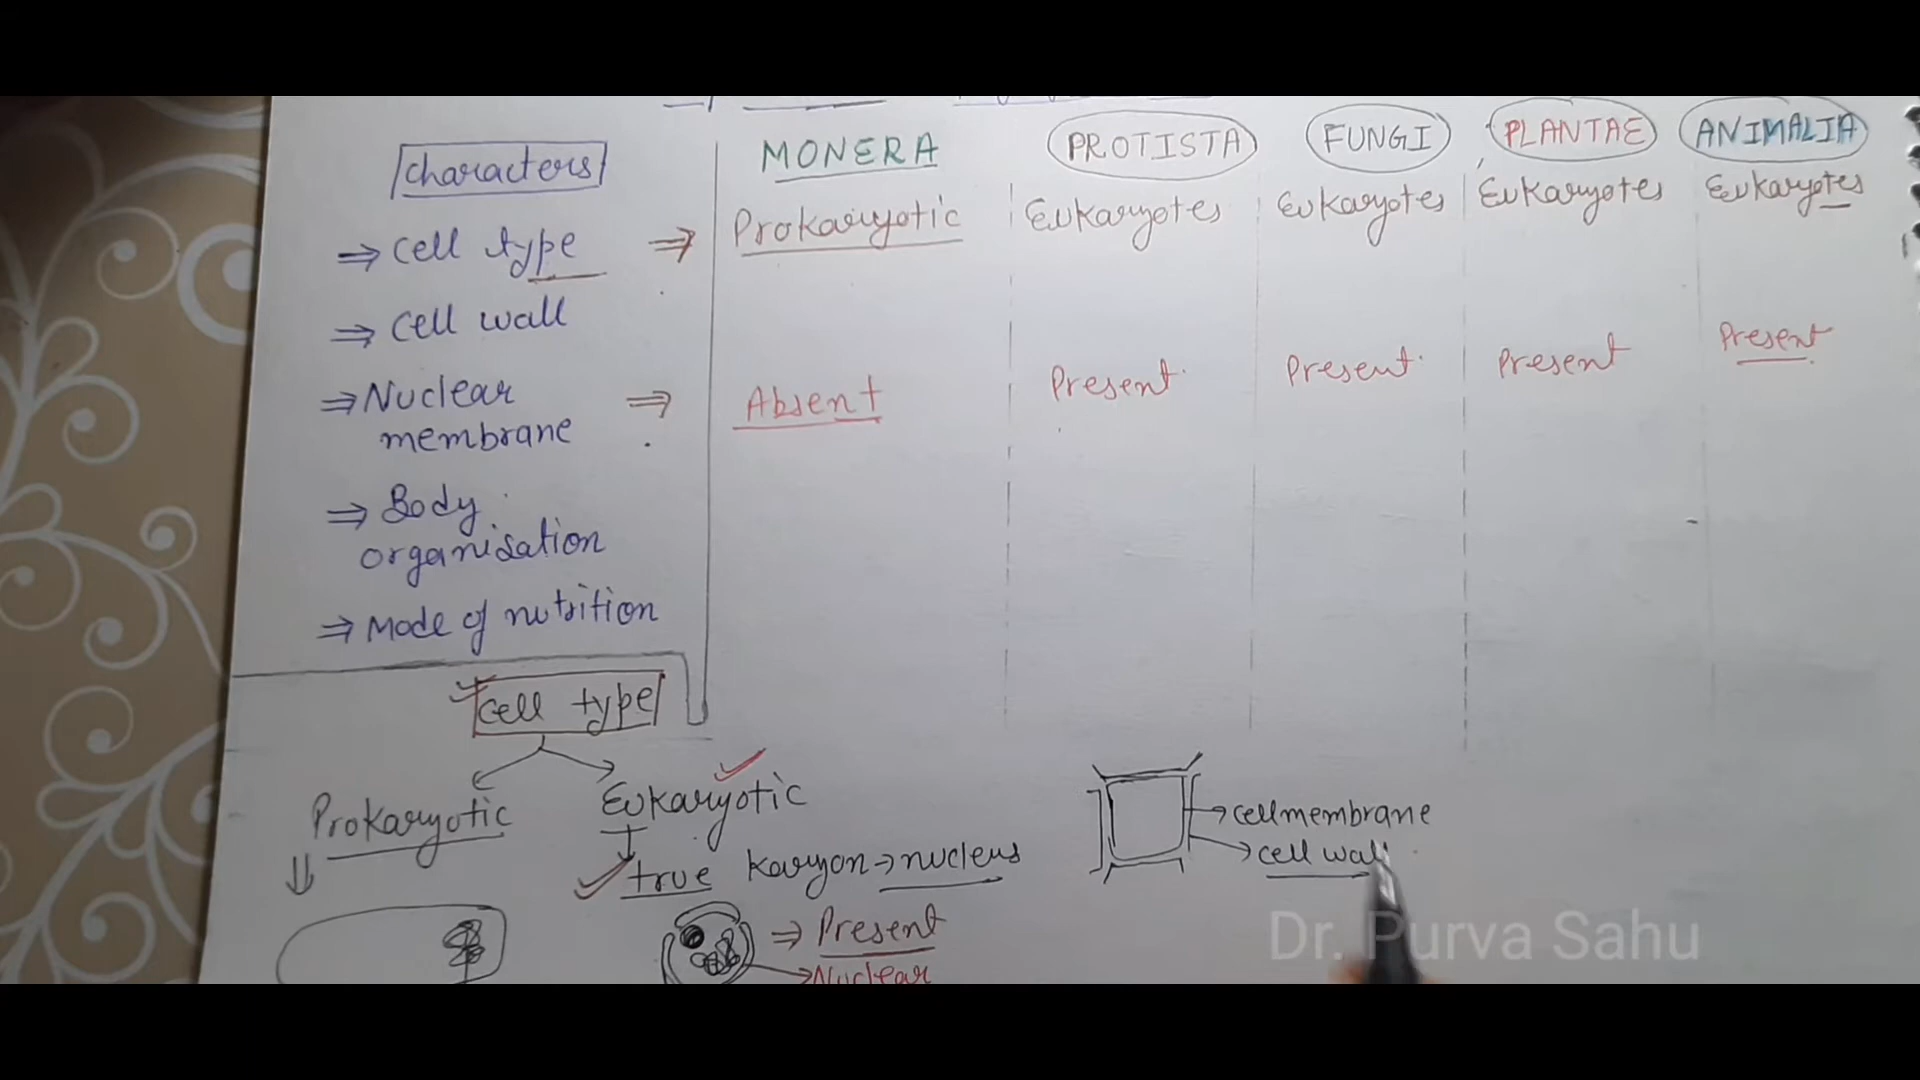 Characters
MONERA
PROTISTA
FUNGI
PLANTAE
ANIMALIA
⇒ Cell type ⇒
Prokaryotic
Eukaryotes
Eukaryotes
Eukaryotes
Eukaryotes
⇒ Cell wall
⇒ Nuclear
membrane ⇒
Absent
Present
Present
Present
Present
⇒ Body
organisation
⇒ Mode of nutrition
Cell type
Prokaryotic
Eukaryotic
true karyon → nucleus
⇒ Present
Nuclear
cellmembrane
cell wall
Dr. Purva Sahu